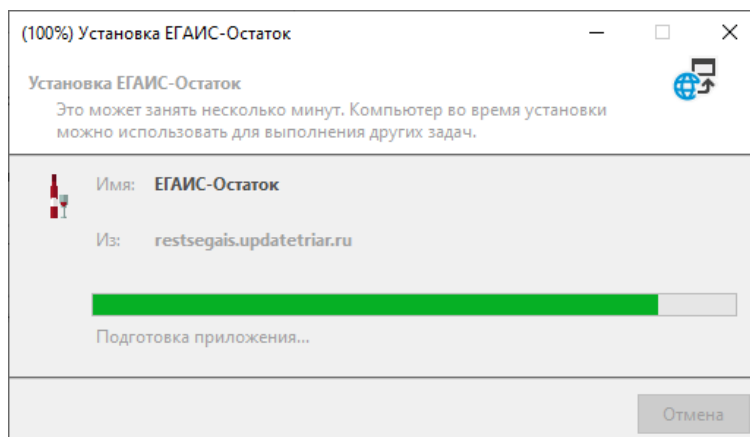 (100%) Установка ЕГАИС-Остаток
Установка ЕГАИС-Остаток
Это может занять несколько минут. Компьютер во время установки
можно использовать для выполнения других задач.
Имя: ЕГАИС-Остаток
Из: restsegais.updatetriar.ru
Подготовка приложения...
Отмена